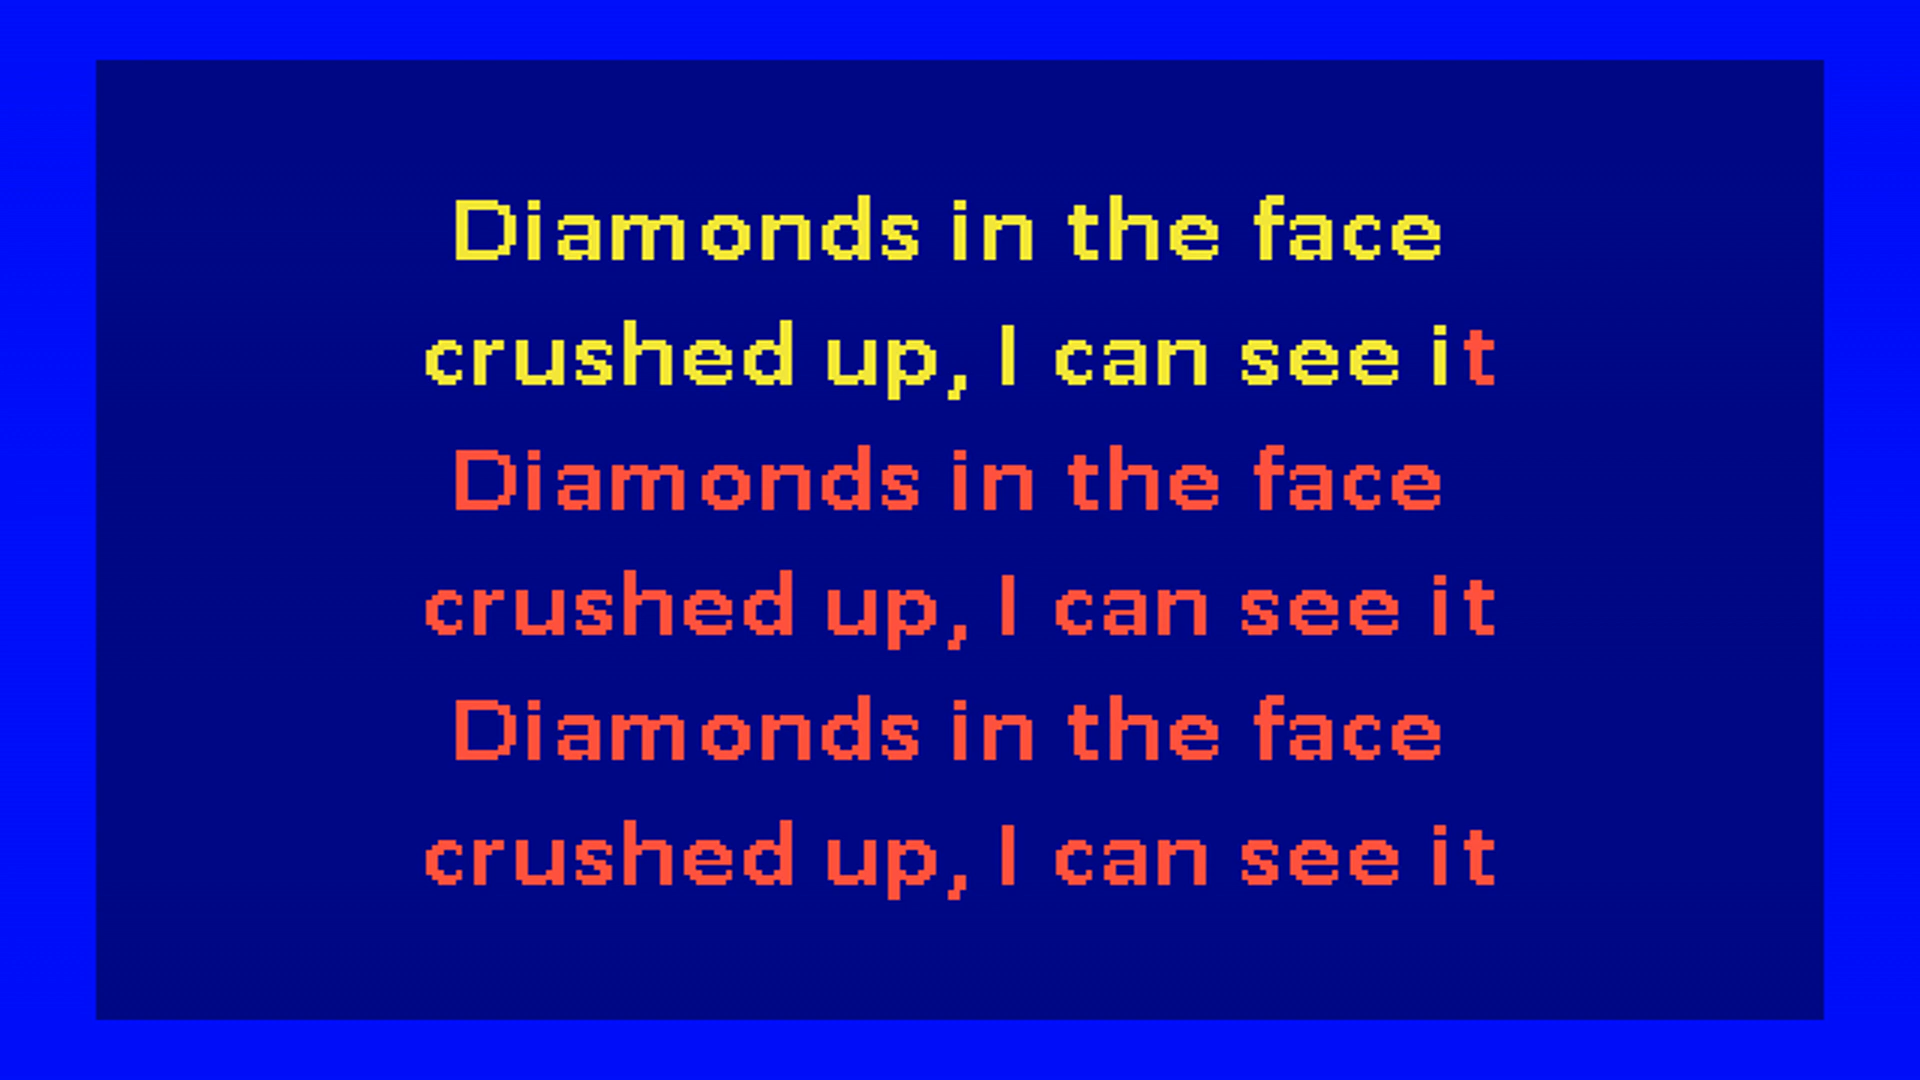 Diamonds in the face
crushed up, I can see it
Diamonds in the face
crushed up, I can see it
Diamonds in the face
crushed up, I can see it